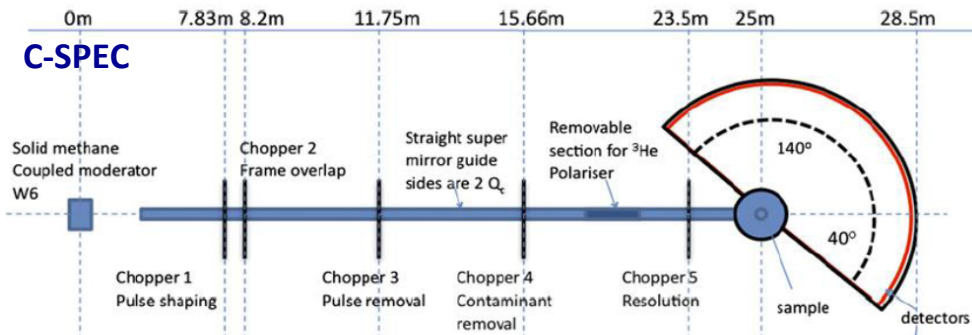 0m 7.83m 8.2m 11.75m 15.66m 23.5m 25m 28.5m
C-SPEC
Solid methane
Coupled moderator
W6
Chopper 2
Frame overlap
Straight super
mirror guide
sides are 2 Qc
Removable
section for ³He
Polariser
140°
40°
Chopper 1
Pulse shaping
Chopper 3
Pulse removal
Chopper 4
Contaminant
removal
Chopper 5
Resolution
sample
detectors